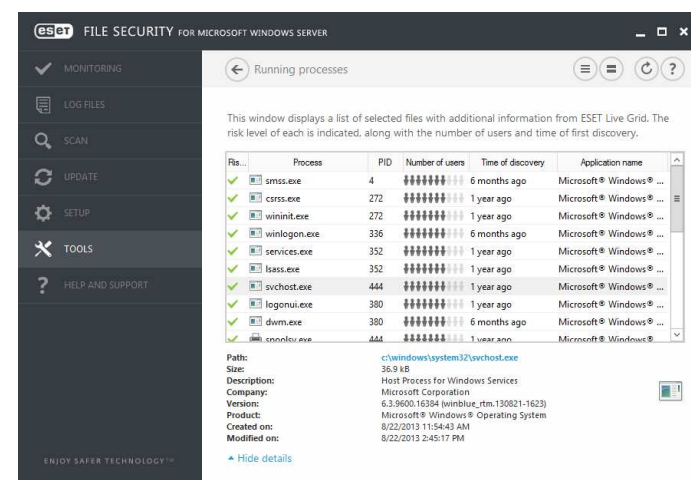 eset FILE SECURITY FOR MICROSOFT WINDOWS SERVER
MONITORING
LOG FILES
SCAN
UPDATE
SETUP
TOOLS
HELP AND SUPPORT
ENJOY SAFER TECHNOLOGY™
Running processes
This window displays a list of selected files with additional information from ESET Live Grid. The
risk level of each is indicated, along with the number of users and time of first discovery.
Ris... Process PID Number of users Time of discovery Application name
smss.exe 4 6 months ago Microsoft® Windows® ...
csrss.exe 272 1 year ago Microsoft® Windows® ...
wininit.exe 272 1 year ago Microsoft® Windows® ...
winlogon.exe 336 6 months ago Microsoft® Windows® ...
services.exe 352 1 year ago Microsoft® Windows® ...
lsass.exe 352 1 year ago Microsoft® Windows® ...
svchost.exe 444 1 year ago Microsoft® Windows® ...
logonui.exe 380 1 year ago Microsoft® Windows® ...
dwm.exe 380 6 months ago Microsoft® Windows® ...
spoolsv.exe 444 1 year ago Microsoft® Windows® ...
Path: c:\windows\system32\svchost.exe
Size: 36.9 kB
Description: Host Process for Windows Services
Company: Microsoft Corporation
Version: 6.3.9600.16384 (winblue_rtm.130821-1623)
Product: Microsoft® Windows® Operating System
Created on: 8/22/2013 11:54:43 AM
Modified on: 8/22/2013 2:45:17 PM
Hide details